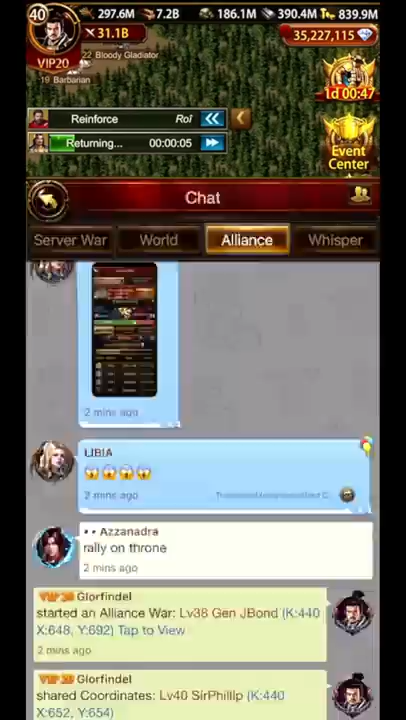 40
297.6M
7.2B
186.1M
390.4M
839.9M
31.1B
35,227,115
VIP20
22 Bloody Gladiator
19 Barbarian
1d 00:47
Reinforce Roi
Returning... 00:00:05
Event
Center
Chat
Server War
World
Alliance
Whisper
2 mins ago
LIBIA
😱😱😱😱
2 mins ago
Azzanadra
rally on throne
2 mins ago
Glorfindel
started an Alliance War: Lv38 Gen JBond (K:440
X:648, Y:692) Tap to View
2 mins ago
Glorfindel
shared Coordinates: Lv40 SirPhillip (K:440
X:652, Y:654)